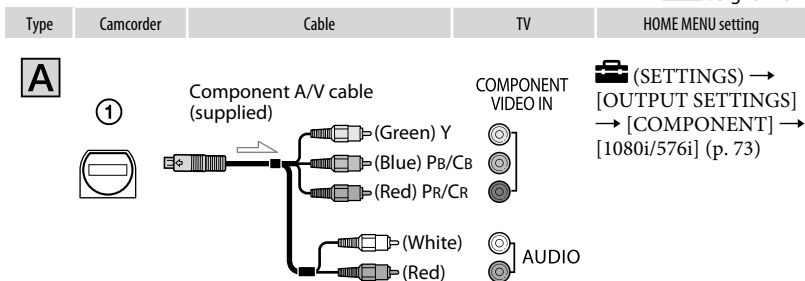 Type Camcorder Cable TV HOME MENU setting
A
①
Component A/V cable
(supplied)
(Green) Y
(Blue) PB/CB
(Red) PR/CR
(White)
(Red)
COMPONENT
VIDEO IN
AUDIO
(SETTINGS) →
[OUTPUT SETTINGS]
→ [COMPONENT] →
[1080i/576i] (p. 73)